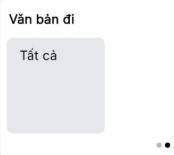 Văn bản đi
Tất cả